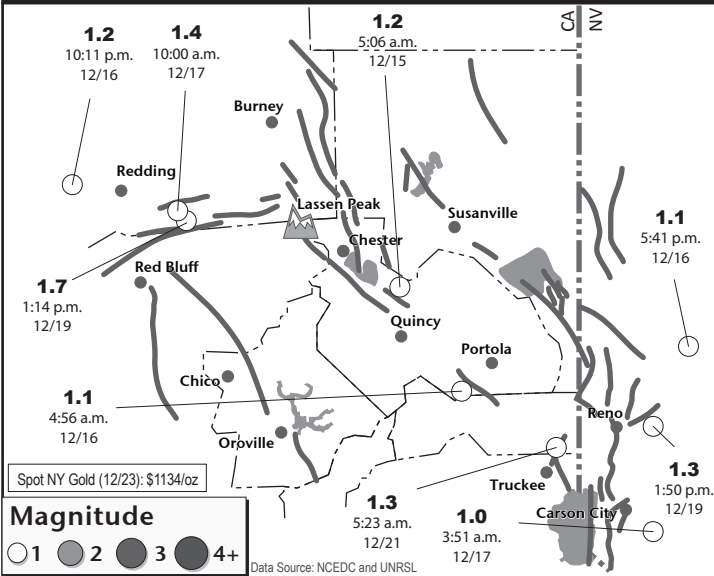 1.2
10:11 p.m.
12/16
1.4
10:00 a.m.
12/17
1.2
5:06 a.m.
12/15
CA
NV
Burney
Redding
Lassen Peak
Susanville
Chester
1.1
5:41 p.m.
12/16
Red Bluff
1.7
1:14 p.m.
12/19
Quincy
Portola
Chico
1.1
4:56 a.m.
12/16
Reno
Oroville
Truckee
1.3
1:50 p.m.
12/19
Spot NY Gold (12/23): $1134/oz
1.3
5:23 a.m.
12/21
1.0
3:51 a.m.
12/17
Carson City
Magnitude
1 2 3 4+
Data Source: NCEDC and UNRSL